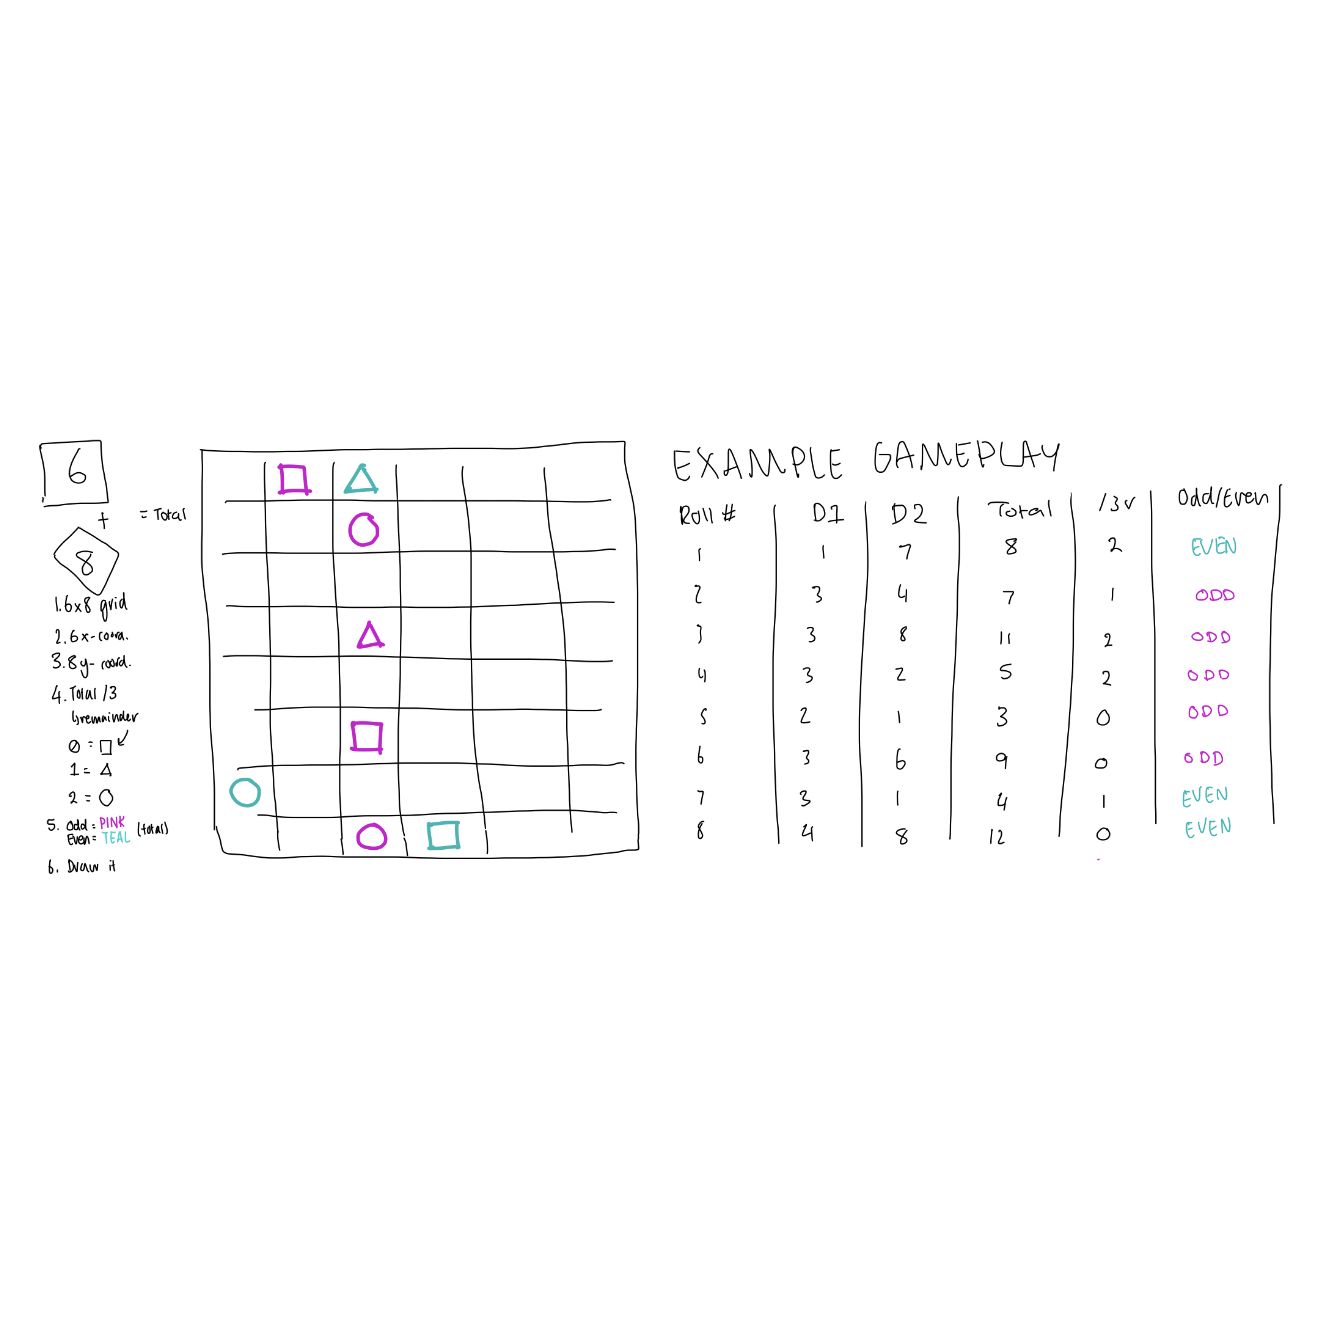 6
+ = Total
8
1. 6x8 grid
2. 6 x-coord.
3. 8 y-coord.
4. Total /3
↳ remainder
0 = □
1 = △
2 = ○
5. Odd = PINK (total)
Even = TEAL
6. Draw it
EXAMPLE GAMEPLAY
Roll # D1 D2 Total /3r Odd/Even
1 1 7 8 2 EVEN
2 3 4 7 1 ODD
3 3 8 11 2 ODD
4 3 2 5 2 ODD
5 2 1 3 0 ODD
6 3 6 9 0 ODD
7 3 1 4 1 EVEN
8 4 8 12 0 EVEN